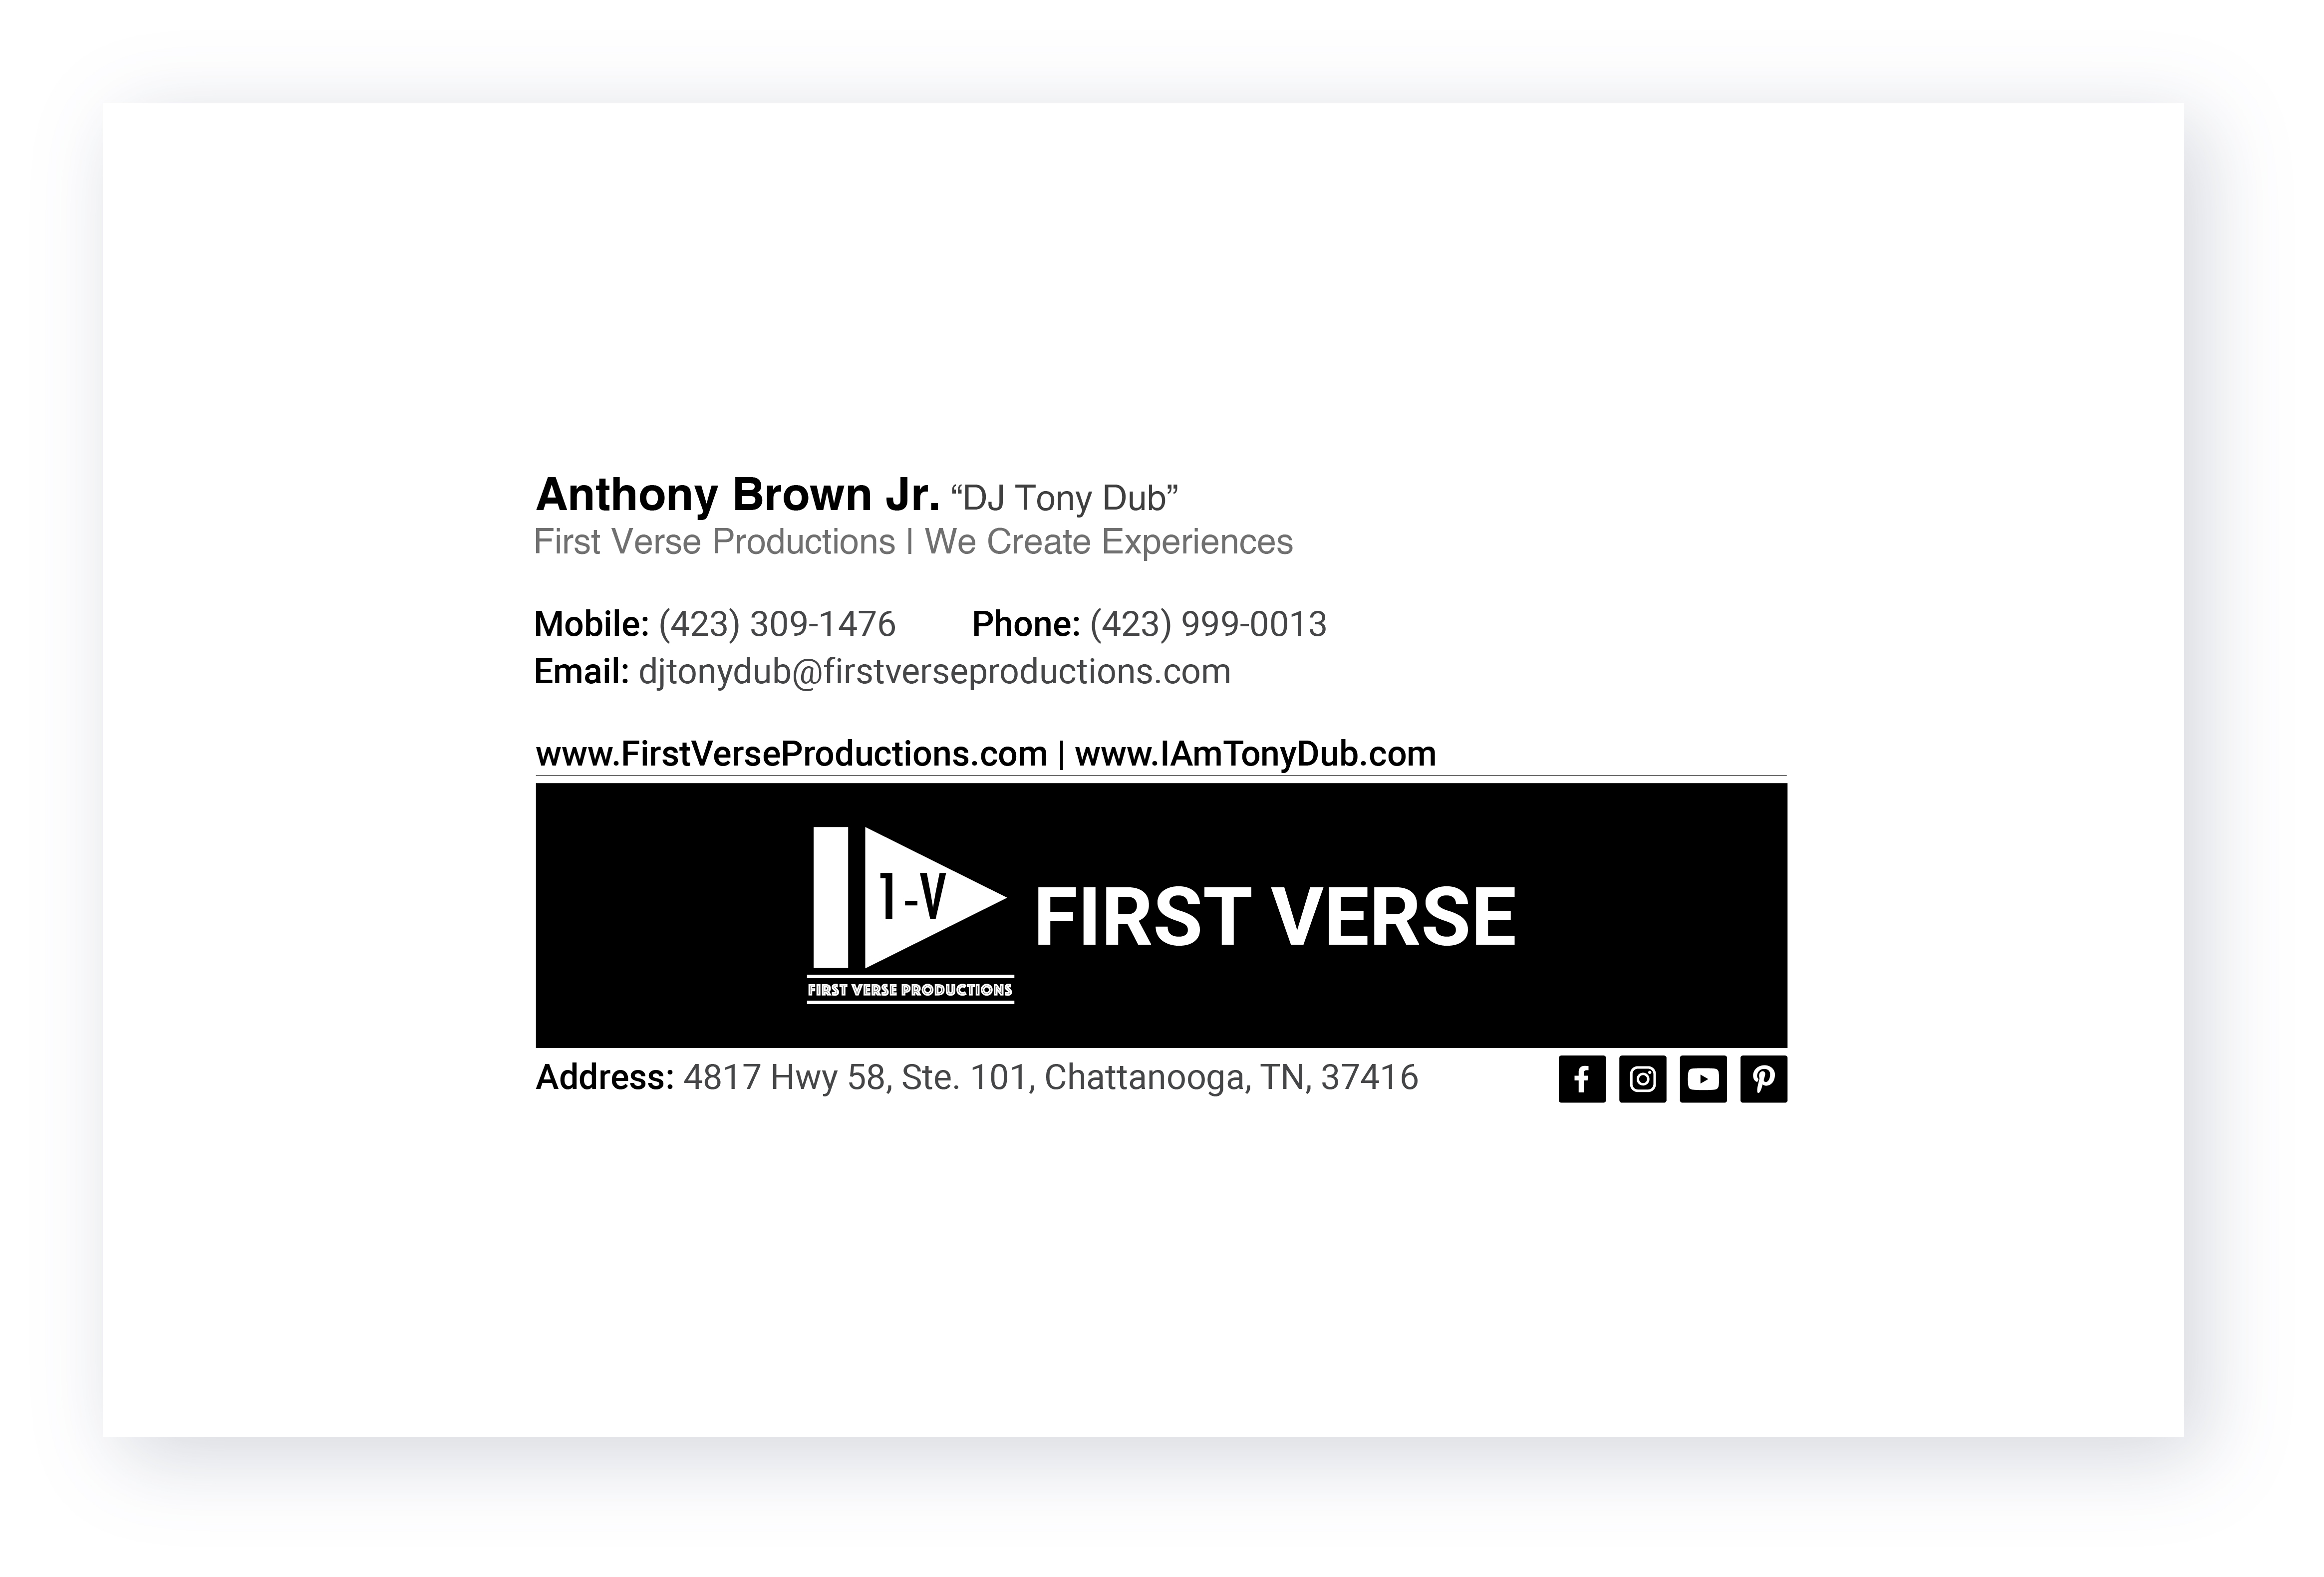 Anthony Brown Jr. “DJ Tony Dub”
First Verse Productions | We Create Experiences
Mobile: (423) 309-1476 Phone: (423) 999-0013
Email: djtonydub@firstverseproductions.com
www.FirstVerseProductions.com | www.IAmTonyDub.com
1-V
FIRST VERSE
FIRST VERSE PRODUCTIONS
Address: 4817 Hwy 58, Ste. 101, Chattanooga, TN, 37416